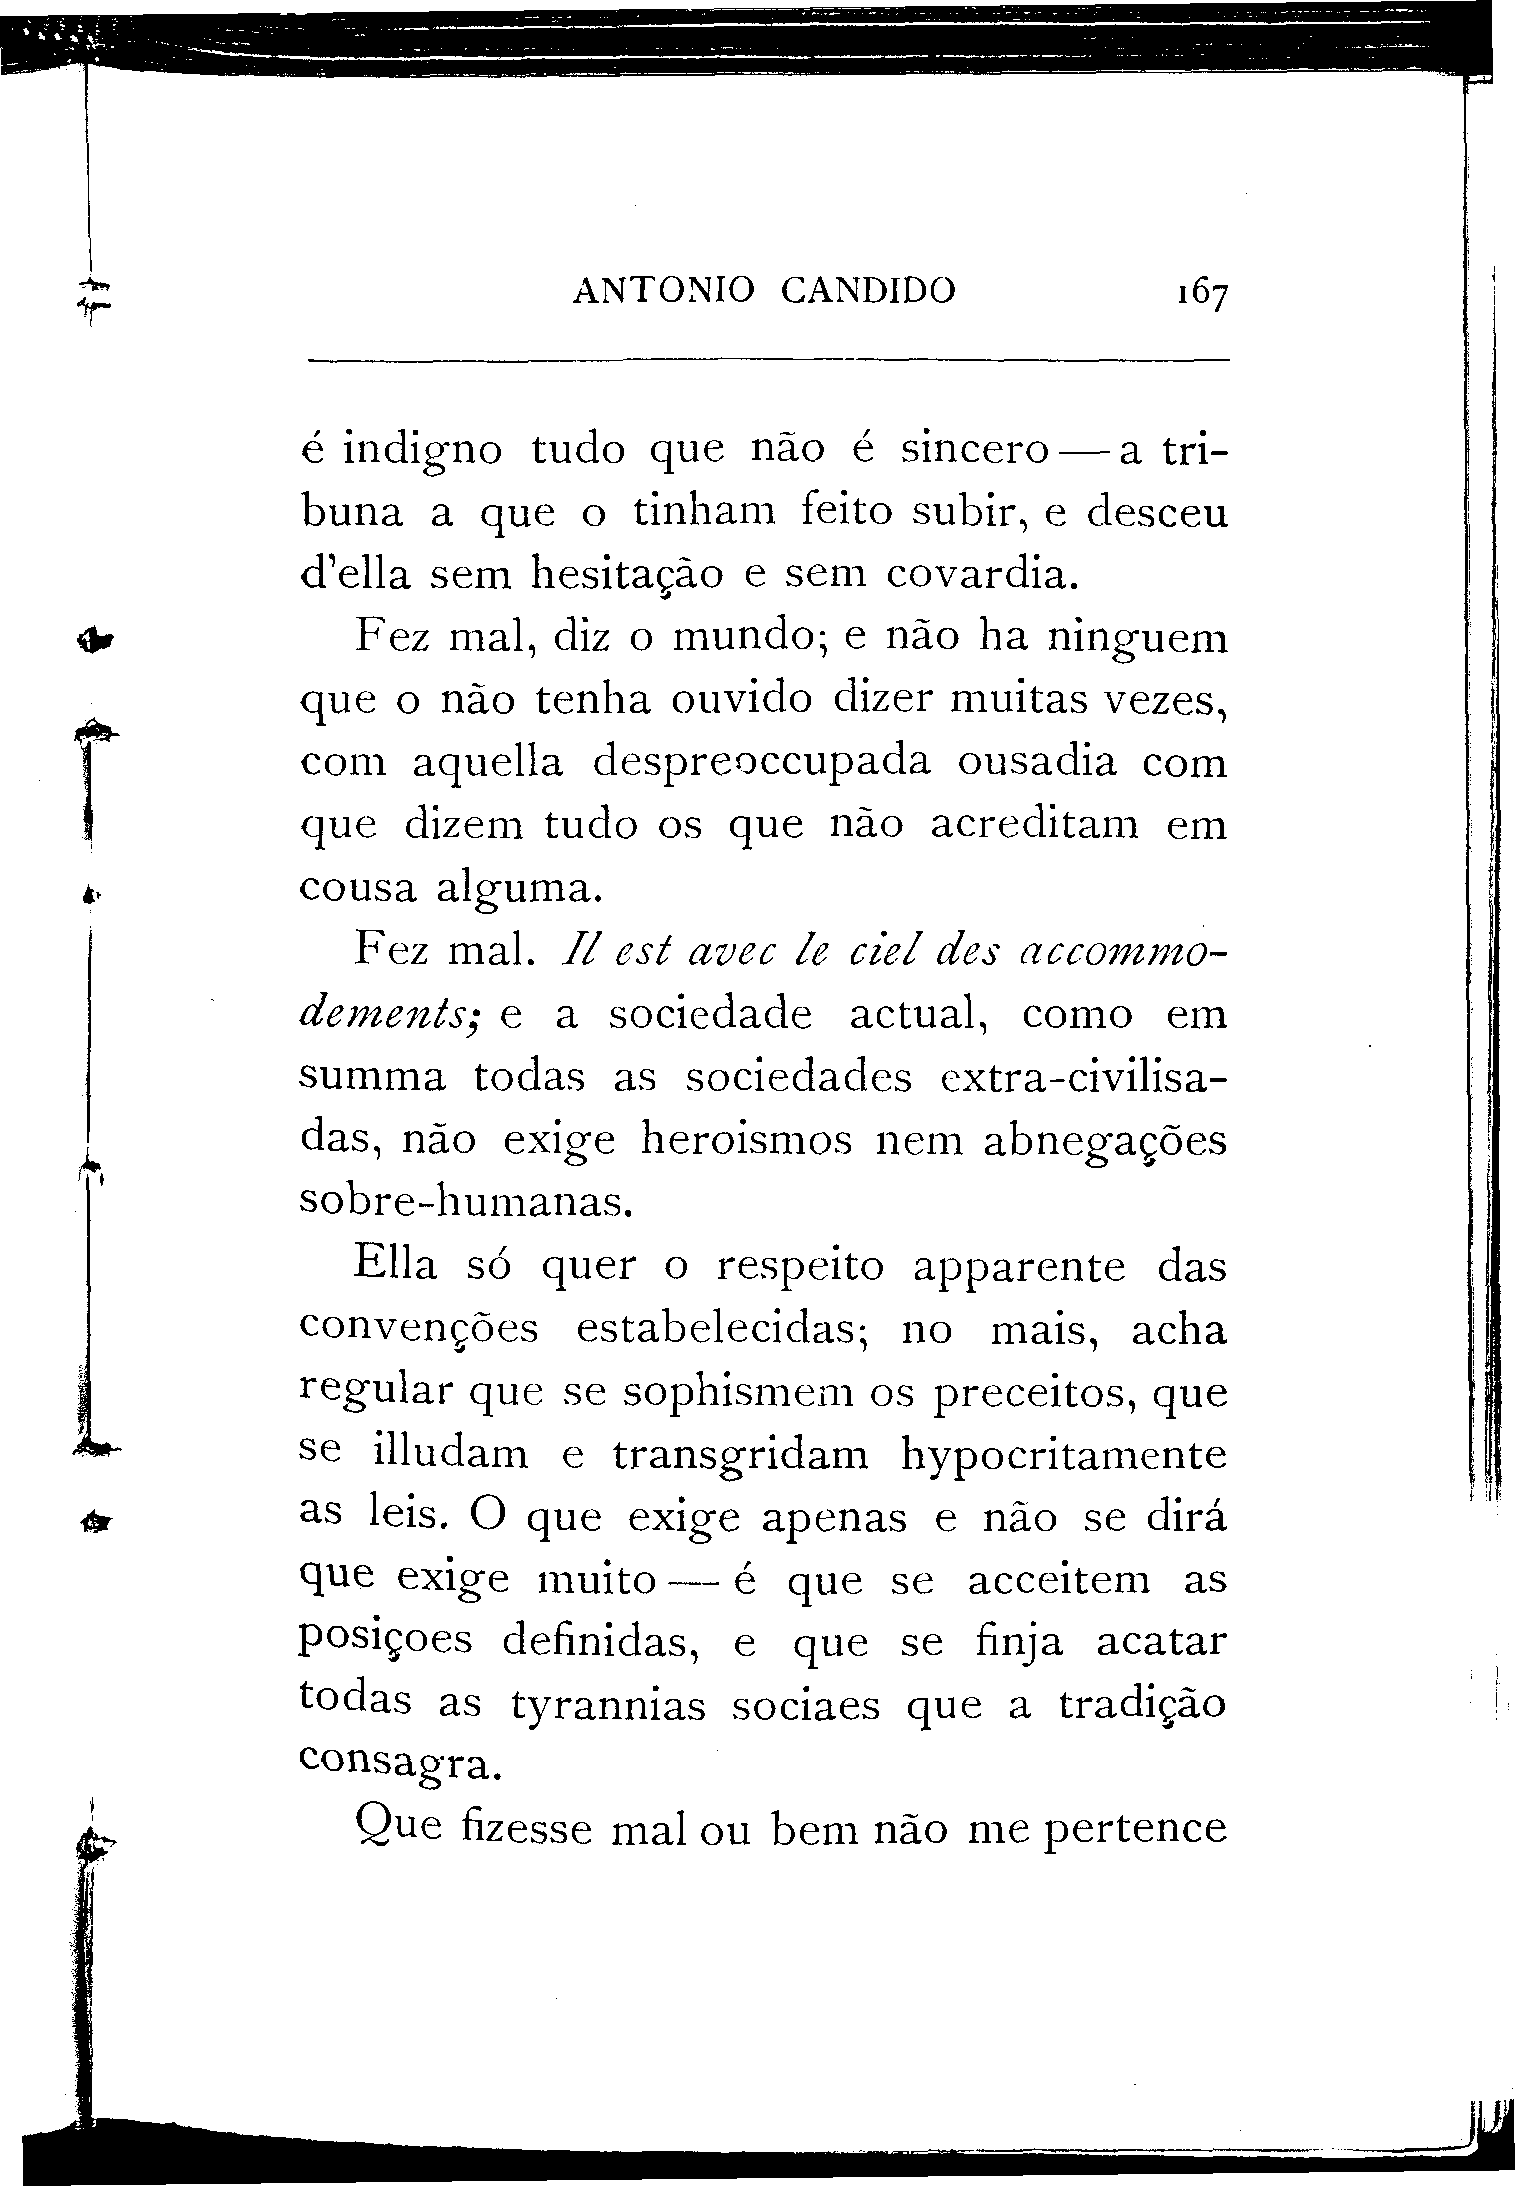 ANTONIO CANDIDO 167
é indigno tudo que não é sincero — a tri-
buna a que o tinham feito subir, e desceu
d'ella sem hesitação e sem covardia.
Fez mal, diz o mundo; e não ha ninguem
que o não tenha ouvido dizer muitas vezes,
com aquella despreoccupada ousadia com
que dizem tudo os que não acreditam em
cousa alguma.
Fez mal. Il est avec le ciel des accommo-
dements; e a sociedade actual, como em
summa todas as sociedades extra-civilisa-
das, não exige heroismos nem abnegações
sobre-humanas.
Ella só quer o respeito apparente das
convenções estabelecidas; no mais, acha
regular que se sophismem os preceitos, que
se illudam e transgridam hypocritamente
as leis. O que exige apenas e não se dirá
que exige muito — é que se acceitem as
posiçoes definidas, e que se finja acatar
todas as tyrannias sociaes que a tradição
consagra.
Que fizesse mal ou bem não me pertence